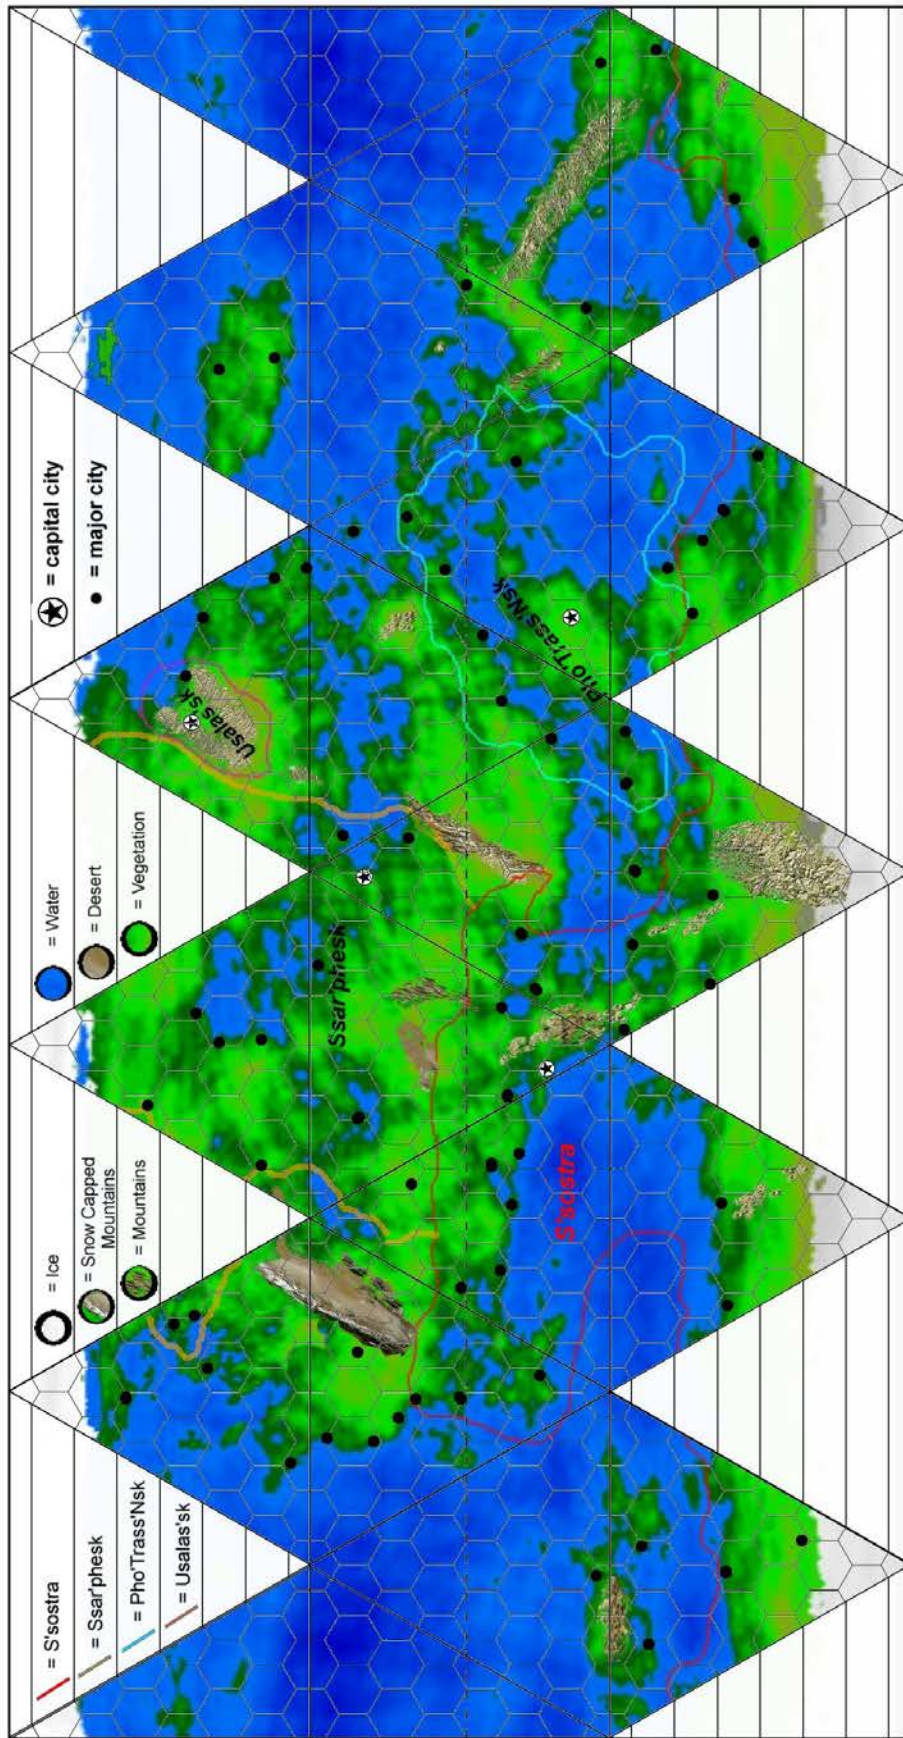 = S'sostra
= Ssar'phesk
= Pho'Trass'Nsk
= Usalas'sk
= Ice
= Snow Capped
Mountains
= Mountains
= Water
= Desert
= Vegetation
= capital city
= major city
Usalas'sk
Ssar'phesk
Pho'Trass'Nsk
S'sostra